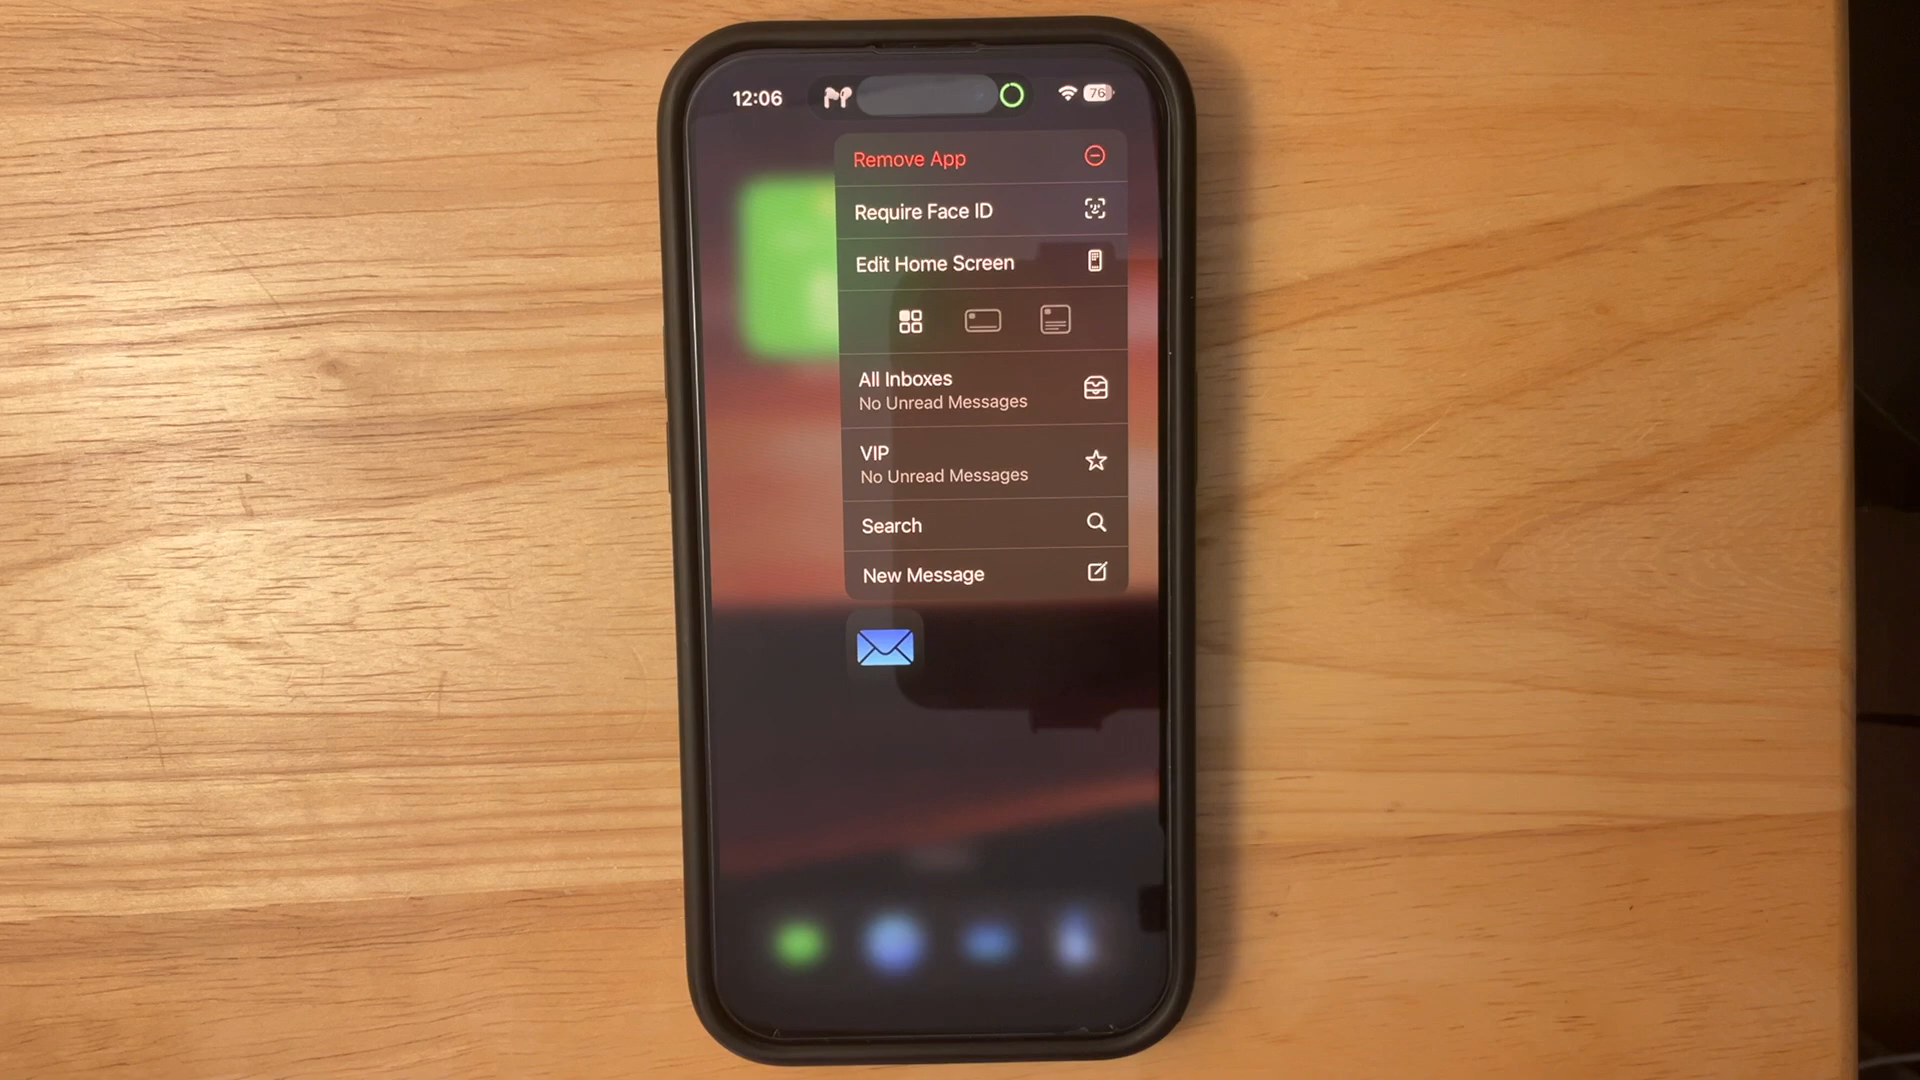 12:06
76
Remove App
Require Face ID
Edit Home Screen
All Inboxes
No Unread Messages
VIP
No Unread Messages
Search
New Message